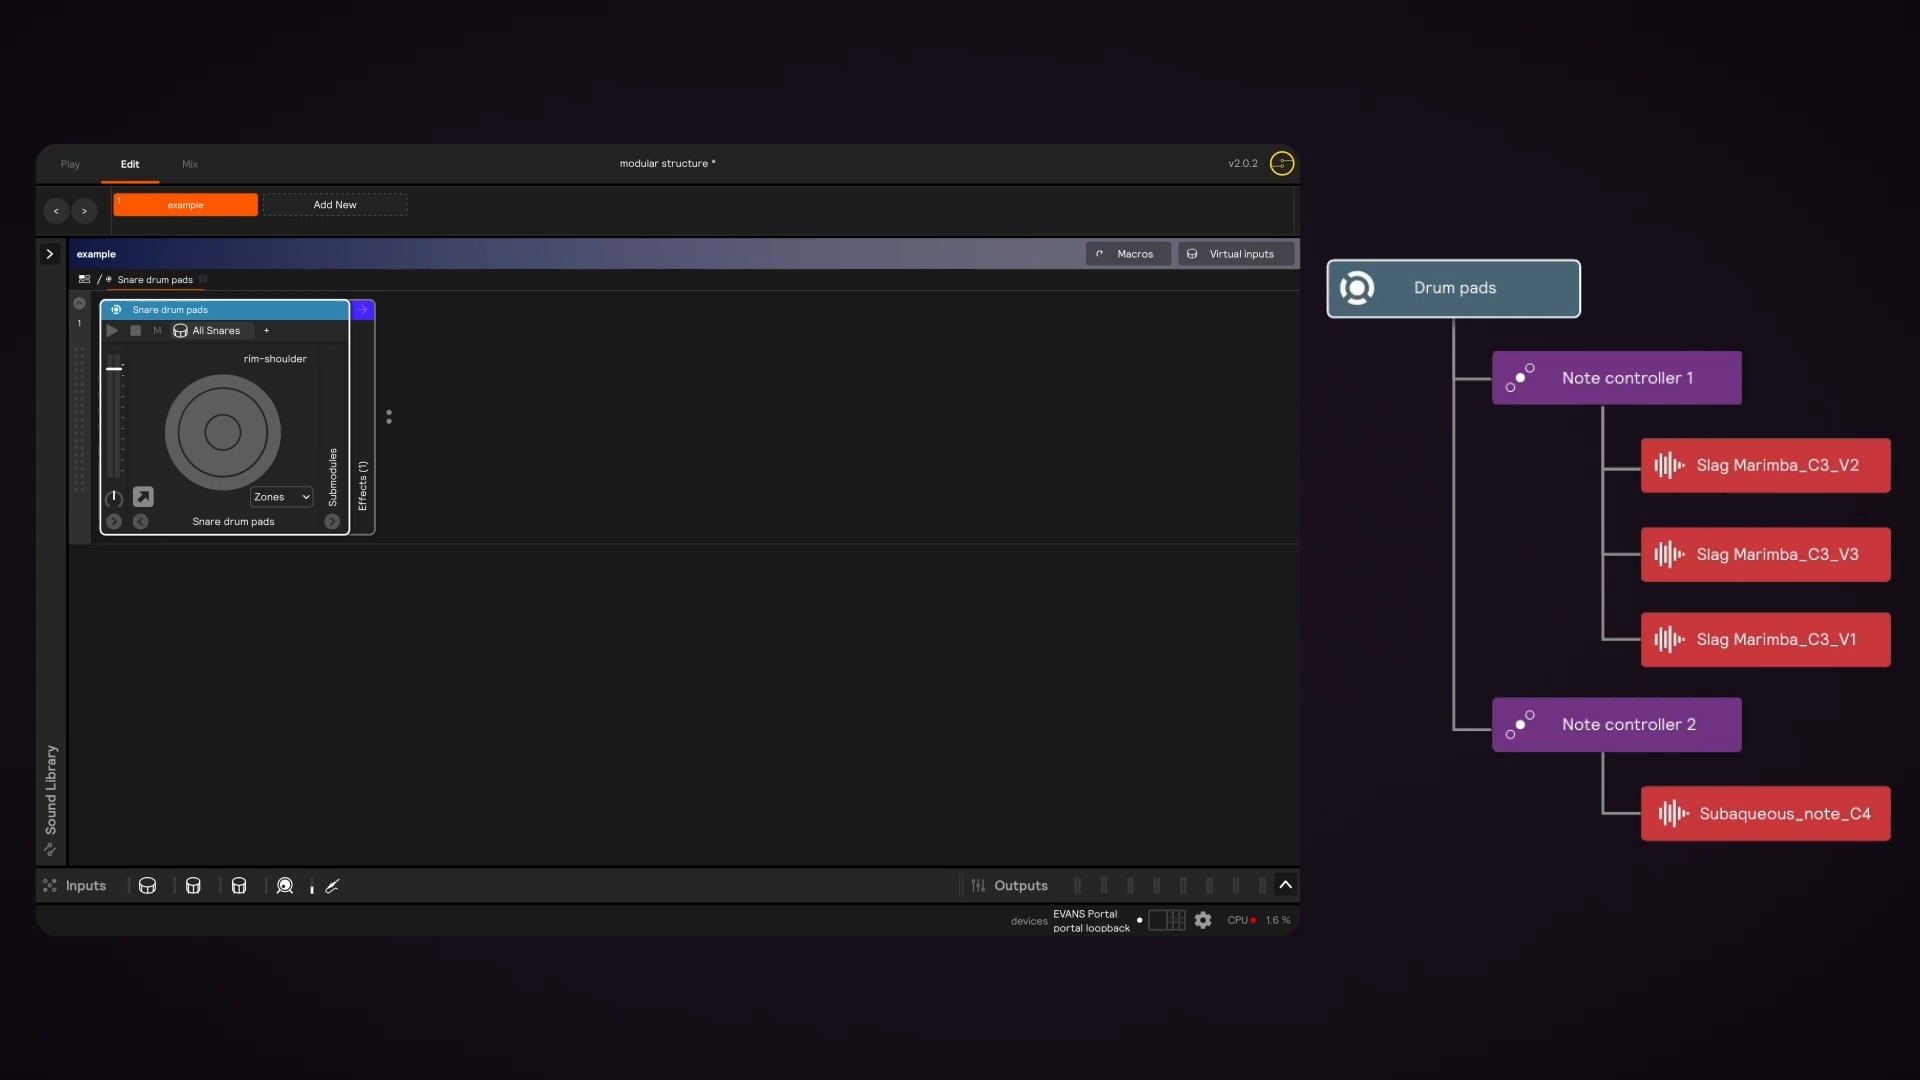 Play
Edit
Mix
modular structure *
v2.0.2
<
>
1
example
Add New
>
example
Macros
Virtual inputs
/ Snare drum pads
1
Snare drum pads
M
All Snares
+
rim-shoulder
Submodules
Effects (1)
Zones
Snare drum pads
Sound Library
Inputs
Outputs
devices
EVANS Portal
portal loopback
CPU
1.6 %
Drum pads
Note controller 1
Slag Marimba_C3_V2
Slag Marimba_C3_V3
Slag Marimba_C3_V1
Note controller 2
Subaqueous_note_C4